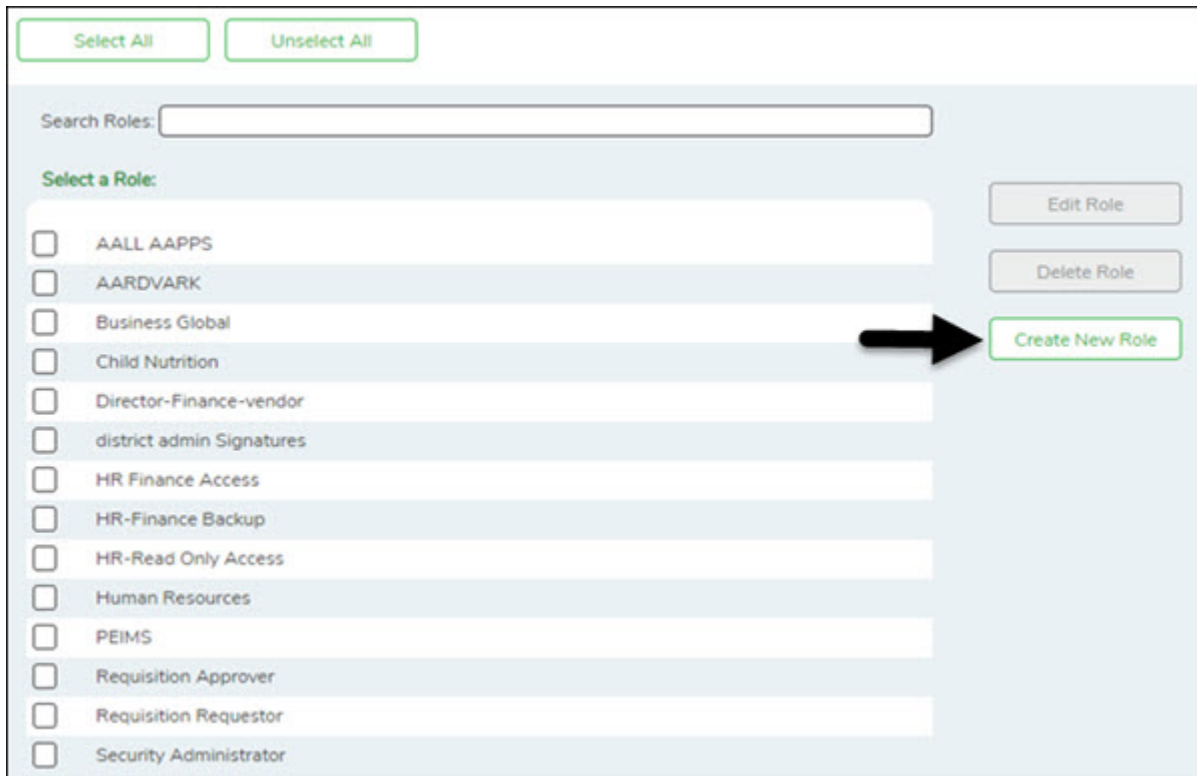 Select All
Unselect All
Search Roles:
Select a Role:
Edit Role
AALL AAPPS
Delete Role
AARDVARK
Business Global
Create New Role
Child Nutrition
Director-Finance-vendor
district admin Signatures
HR Finance Access
HR-Finance Backup
HR-Read Only Access
Human Resources
PEIMS
Requisition Approver
Requisition Requestor
Security Administrator